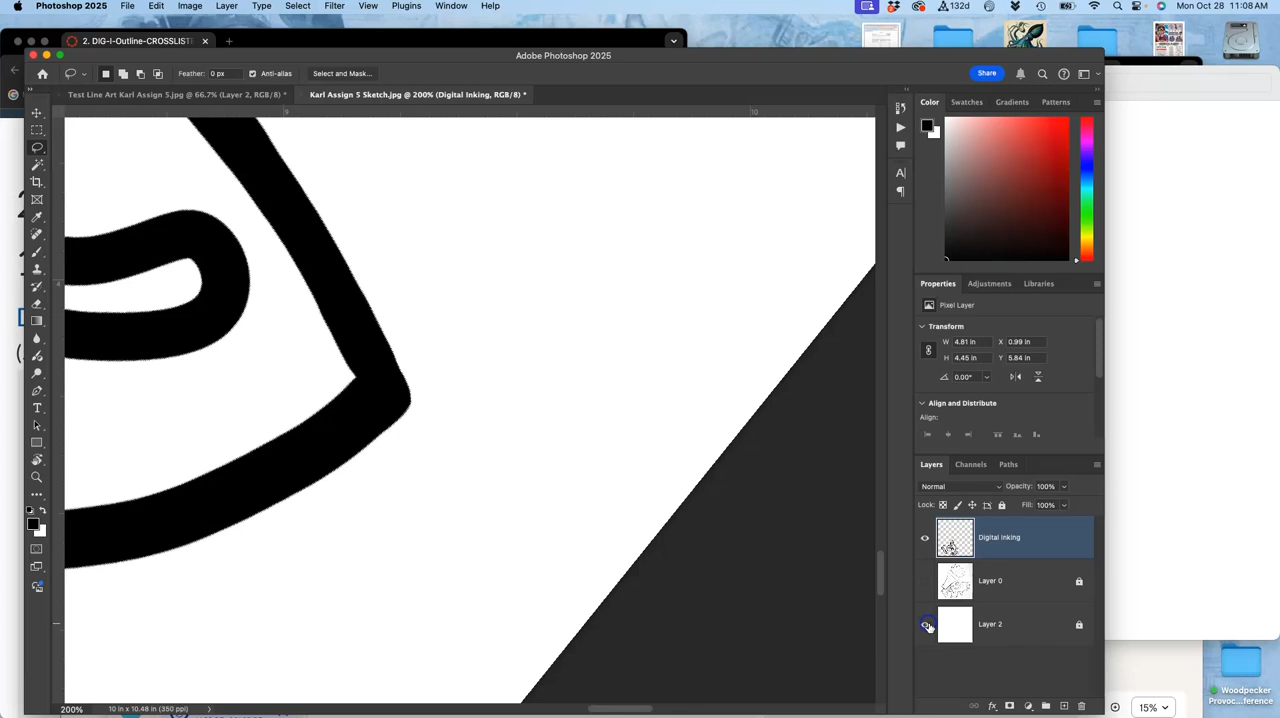 Photoshop 2025 File Edit Image Layer Type Select Filter View Plugins Window Help 132d Mon Oct 28 11:08 AM
2. DIG-I-Outline-CROSSLIST
Adobe Photoshop 2025
Feather: 0 px Anti-alias Select and Mask... Share
Test Line Art Karl Assign 5.jpg @ 66.7% (Layer 2, RGB/8) * Karl Assign 5 Sketch.jpg @ 200% (Digital Inking, RGB/8) *
Color Swatches Gradients Patterns
9 10
Properties Adjustments Libraries
4
Pixel Layer
Transform
W 4.81 in X 0.99 in
H 4.45 in Y 5.84 in
0.00°
Align and Distribute
Align:
Layers Channels Paths
Normal Opacity: 100%
Lock: Fill: 100%
Digital Inking
Layer 0
Layer 2
200% 10 in x 10.48 in (350 ppi)
Woodpecker
Provoc...ference
15%